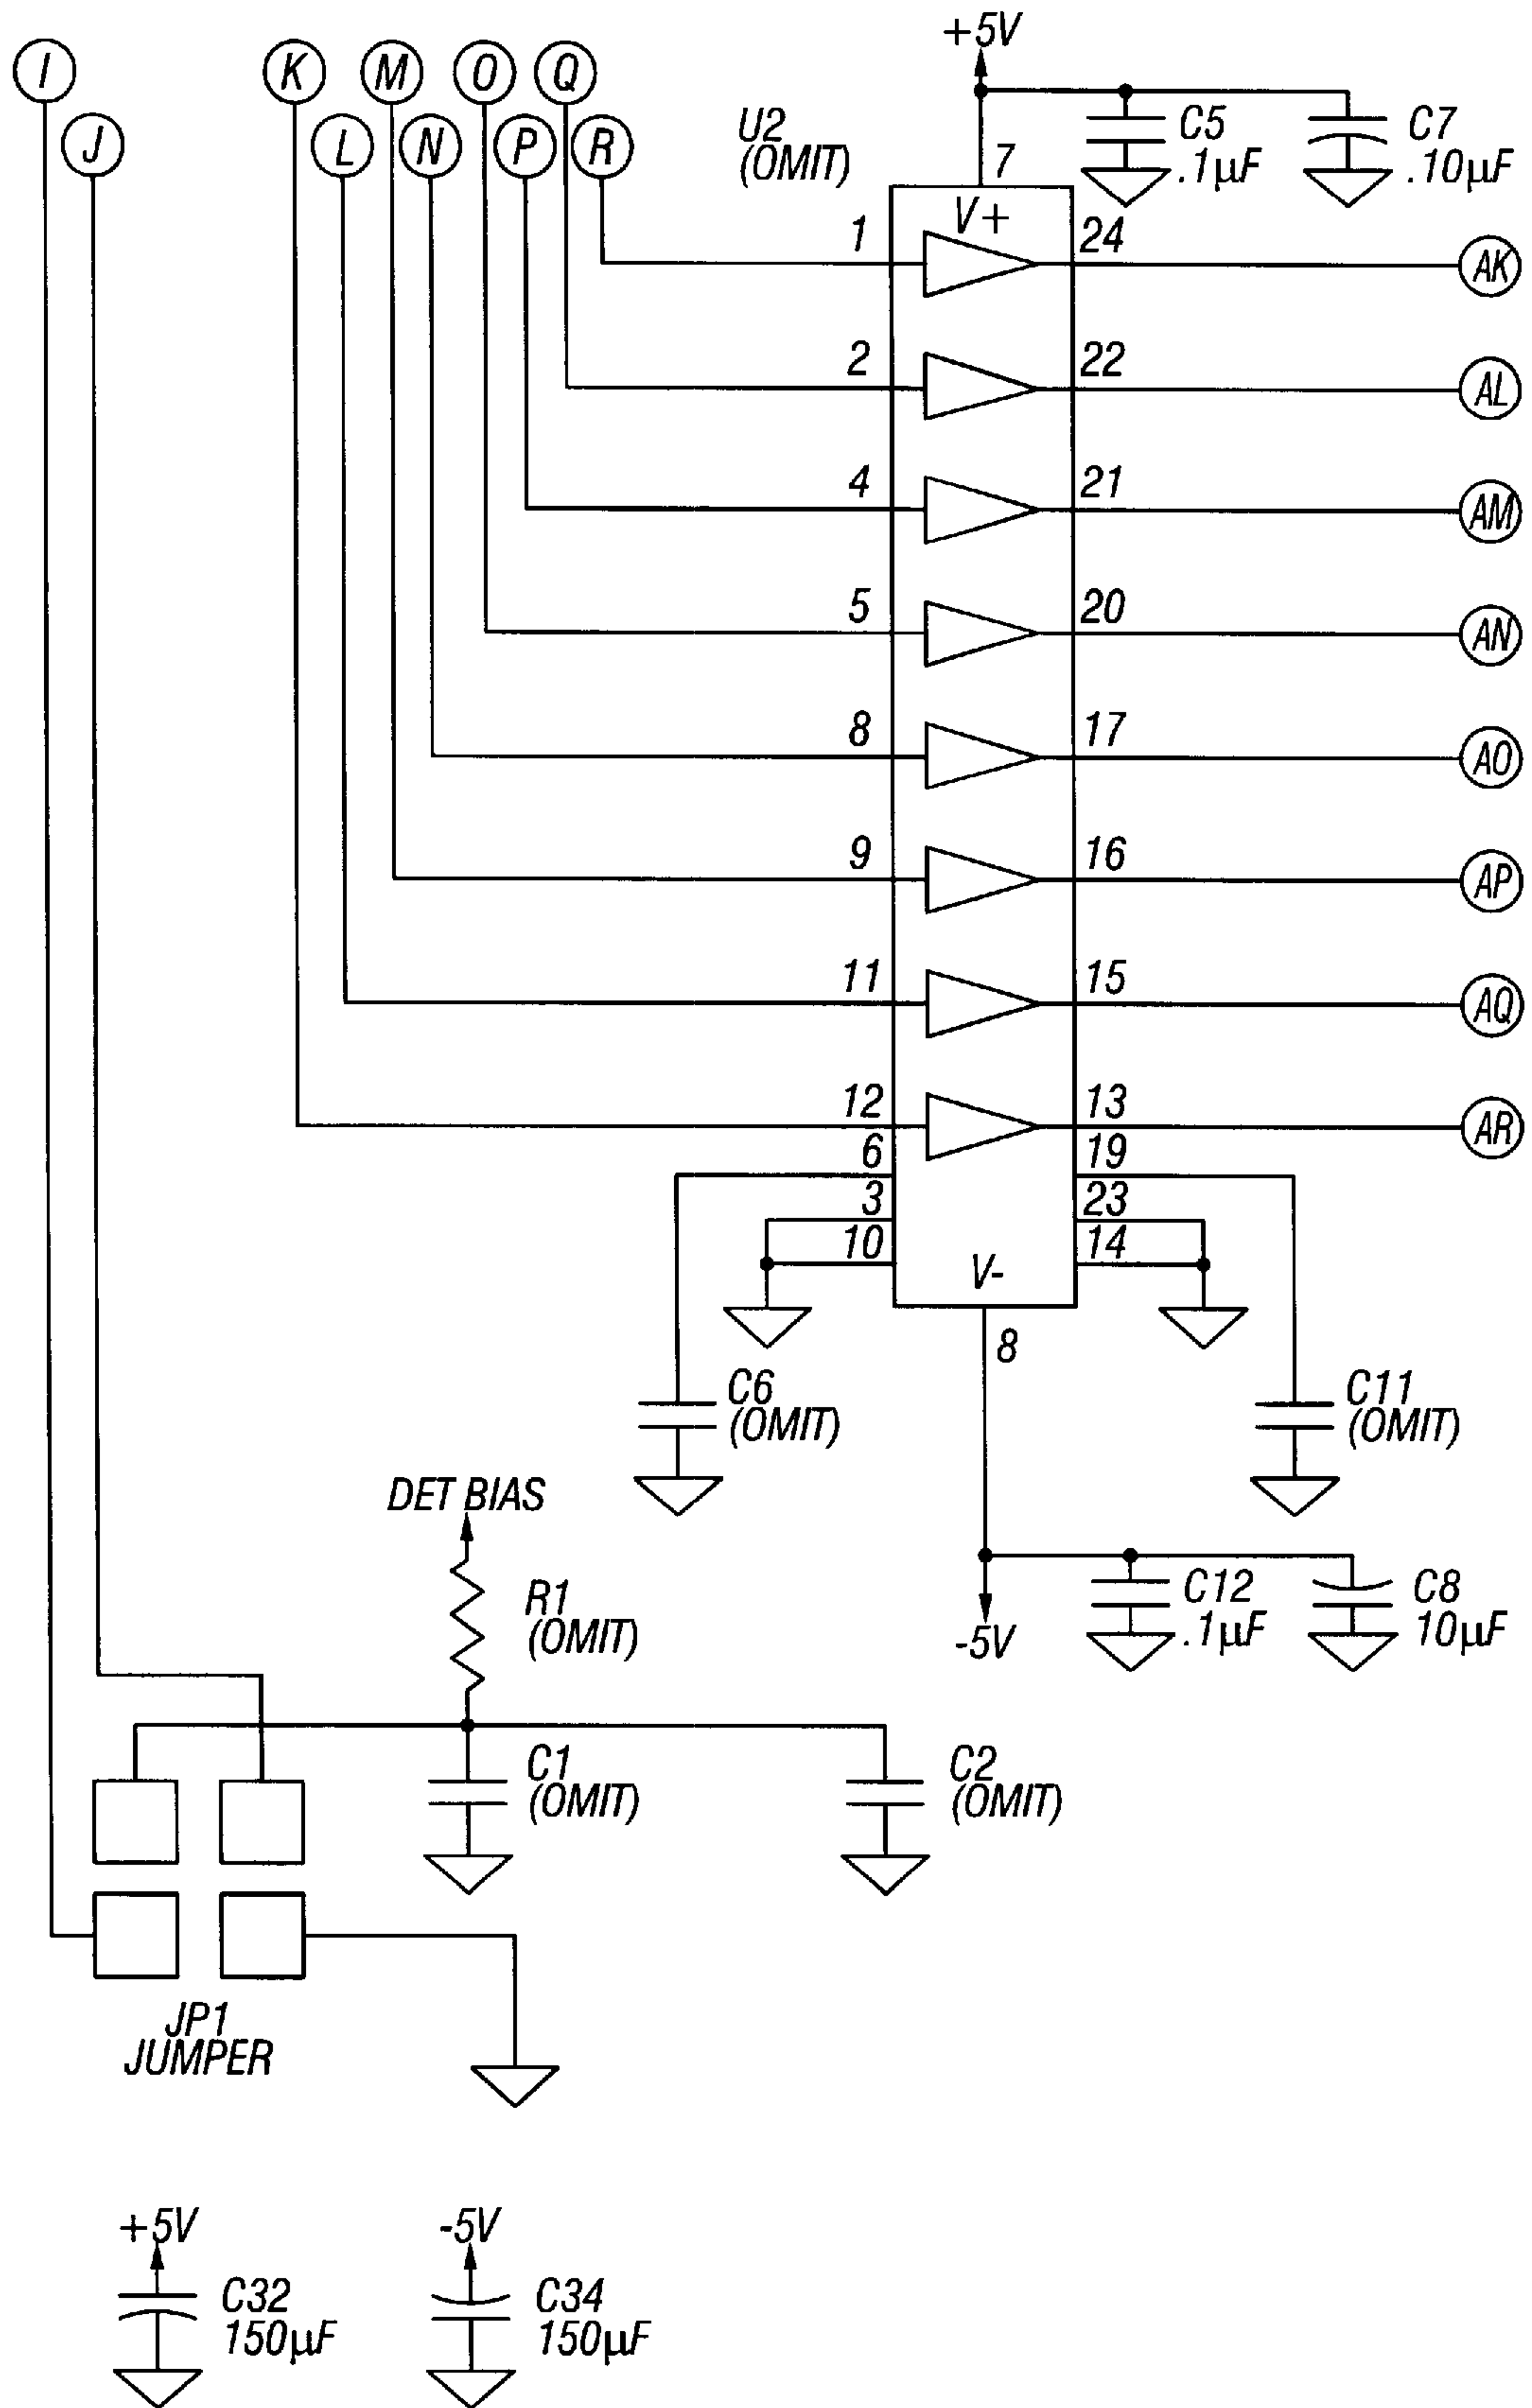 +5V
I
K
M
O
Q
J
L
N
P
R
U2
(OMIT)
7
C5
.1µF
C7
.10µF
V+
1
24
AK
2
22
AL
4
21
AM
5
20
AN
8
17
AO
9
16
AP
11
15
AQ
12
13
AR
6
19
3
23
10
14
V-
8
C6
(OMIT)
C11
(OMIT)
DET BIAS
R1
(OMIT)
-5V
C12
.1µF
C8
10µF
C1
(OMIT)
C2
(OMIT)
JP1
JUMPER
+5V
C32
150µF
-5V
C34
150µF